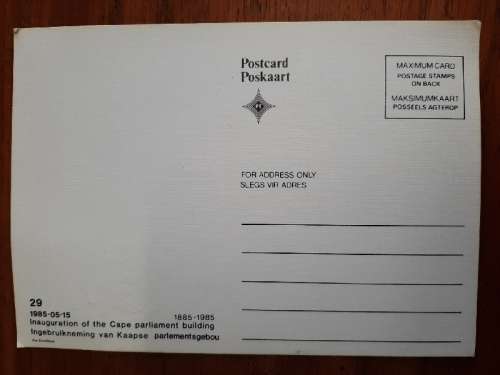 Postcard
Poskaart
MAXIMUM CARD
POSTAGE STAMPS
ON BACK
MAKSIMUMKAART
POSSEELS AGTEROP
FOR ADDRESS ONLY
SLEGS VIR ADRES
29
1985-05-15 1885-1985
Inauguration of the Cape parliament building
Ingebruikneming van Kaapse parlementsgebou